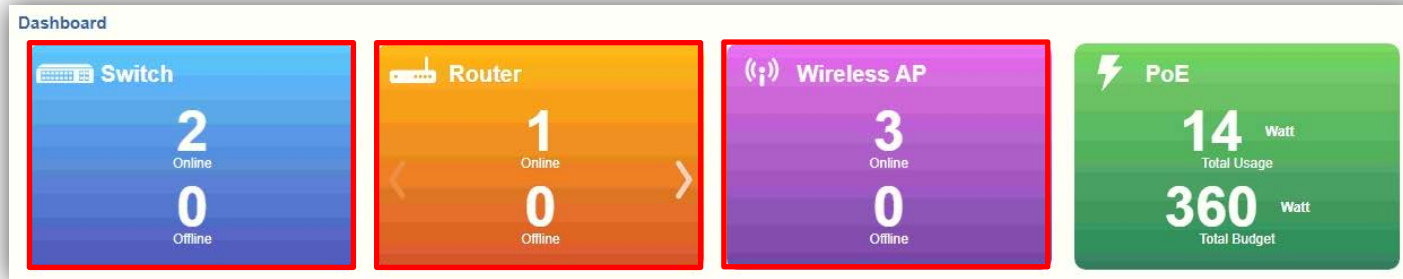 Dashboard
Switch
2
Online
0
Offline
Router
1
Online
0
Offline
Wireless AP
3
Online
0
Offline
PoE
14 Watt
Total Usage
360 Watt
Total Budget